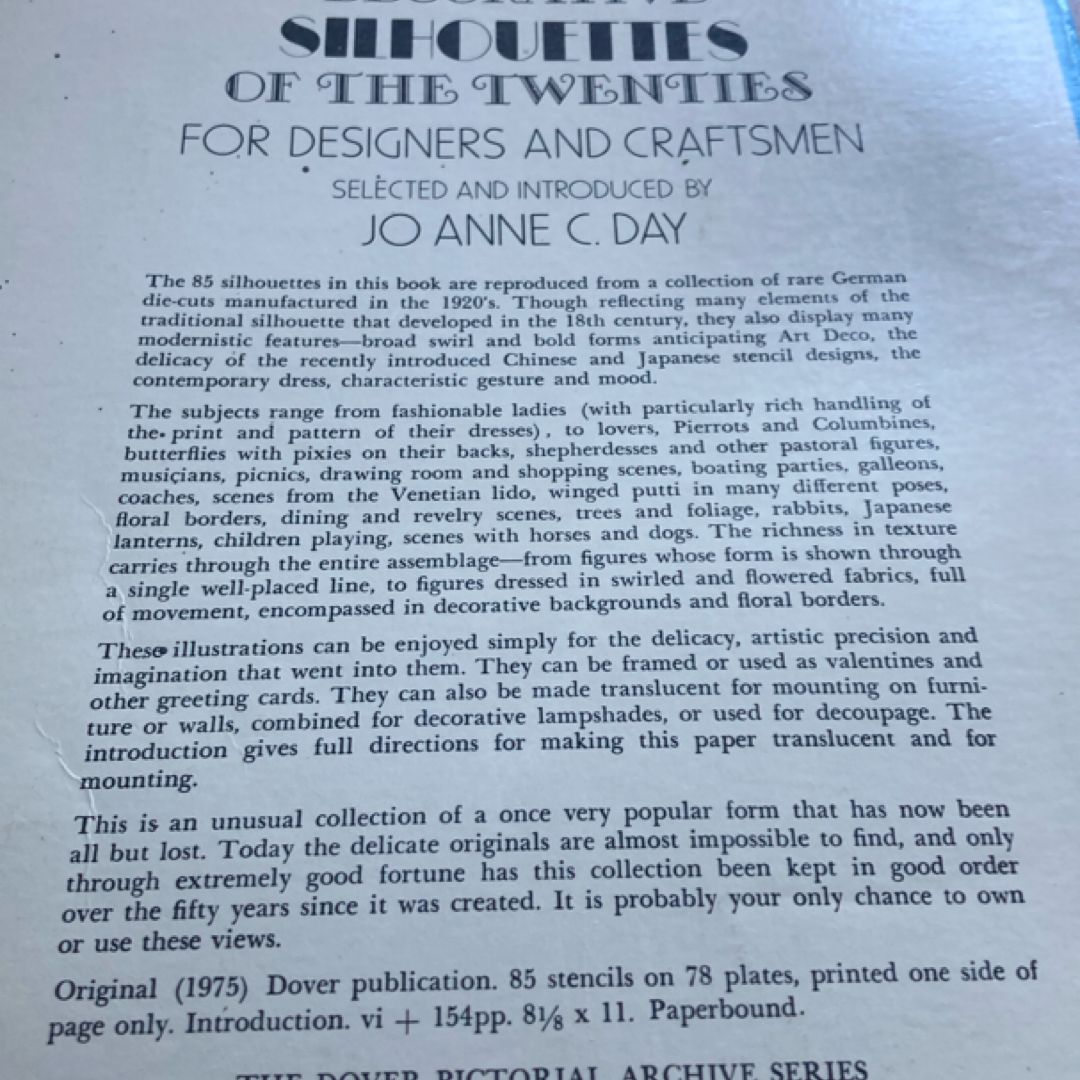 DECORATIVE
SILHOUETTES
OF THE TWENTIES
FOR DESIGNERS AND CRAFTSMEN
SELECTED AND INTRODUCED BY
JO ANNE C. DAY
The 85 silhouettes in this book are reproduced from a collection of rare German
die-cuts manufactured in the 1920's. Though reflecting many elements of the
traditional silhouette that developed in the 18th century, they also display many
modernistic features—broad swirl and bold forms anticipating Art Deco, the
delicacy of the recently introduced Chinese and Japanese stencil designs, the
contemporary dress, characteristic gesture and mood.
The subjects range from fashionable ladies (with particularly rich handling of
the print and pattern of their dresses), to lovers, Pierrots and Columbines,
butterflies with pixies on their backs, shepherdesses and other pastoral figures,
musicians, picnics, drawing room and shopping scenes, boating parties, galleons,
coaches, scenes from the Venetian lido, winged putti in many different poses,
floral borders, dining and revelry scenes, trees and foliage, rabbits, Japanese
lanterns, children playing, scenes with horses and dogs. The richness in texture
carries through the entire assemblage—from figures whose form is shown through
a single well-placed line, to figures dressed in swirled and flowered fabrics, full
of movement, encompassed in decorative backgrounds and floral borders.
These illustrations can be enjoyed simply for the delicacy, artistic precision and
imagination that went into them. They can be framed or used as valentines and
other greeting cards. They can also be made translucent for mounting on furni-
ture or walls, combined for decorative lampshades, or used for decoupage. The
introduction gives full directions for making this paper translucent and for
mounting.
This is an unusual collection of a once very popular form that has now been
all but lost. Today the delicate originals are almost impossible to find, and only
through extremely good fortune has this collection been kept in good order
over the fifty years since it was created. It is probably your only chance to own
or use these views.
Original (1975) Dover publication. 85 stencils on 78 plates, printed one side of
page only. Introduction. vi + 154pp. 8⅛ x 11. Paperbound.
THE DOVER PICTORIAL ARCHIVE SERIES